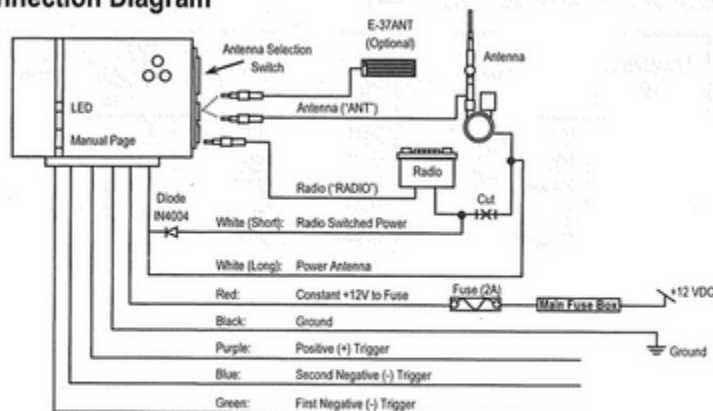 nnection Diagram
E-37ANT
(Optional)
Antenna Selection
Switch
Antenna
LED
Antenna ("ANT")
Manual Page
Radio
Radio ("RADIO")
Cut
Diode
IN4004
White (Short): Radio Switched Power
White (Long): Power Antenna
Red: Constant +12V to Fuse
Fuse (2A)
Main Fuse Box
+12 VDC
Black: Ground
Purple: Positive (+) Trigger
Ground
Blue: Second Negative (-) Trigger
Green: First Negative (-) Trigger